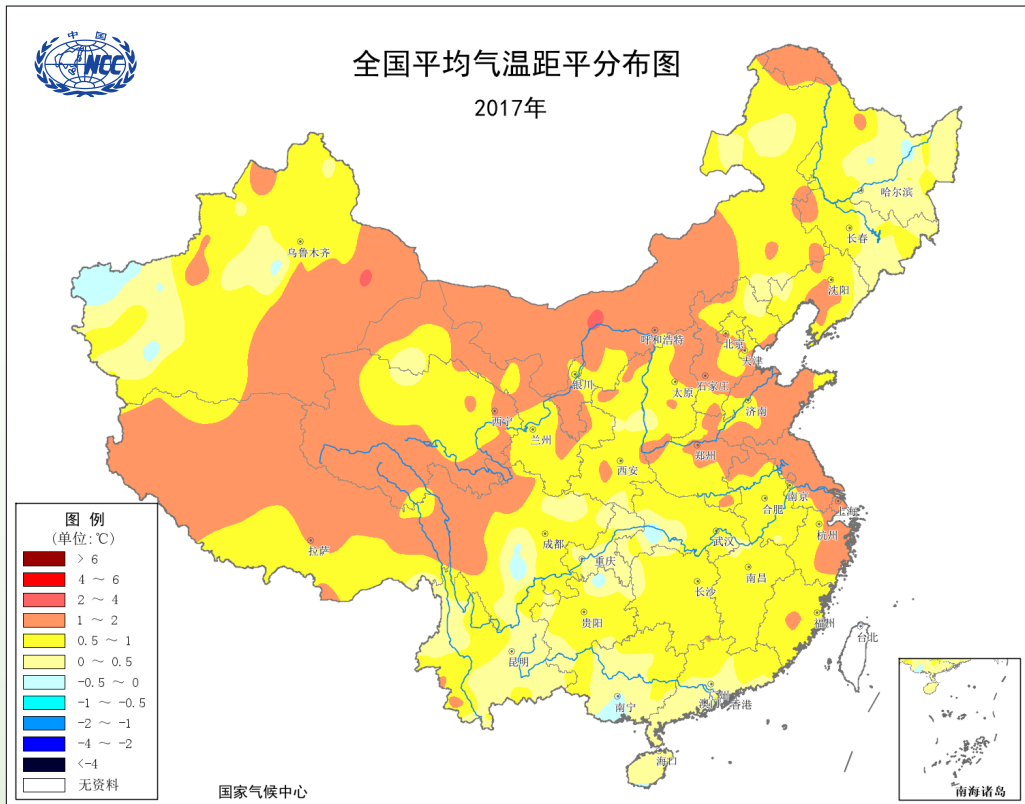 中国
NCC
全国平均气温距平分布图
2017年
哈尔滨
长春
乌鲁木齐
沈阳
呼和浩特
北京
天津
银川
石家庄
太原
西宁
济南
兰州
郑州
西安
南京
合肥
上海
杭州
拉萨
成都
武汉
重庆
南昌
长沙
贵阳
福州
台北
昆明
广州
南宁
澳门
香港
海口
图 例
(单位:℃)
> 6
4 ~ 6
2 ~ 4
1 ~ 2
0.5 ~ 1
0 ~ 0.5
-0.5 ~ 0
-1 ~ -0.5
-2 ~ -1
-4 ~ -2
<-4
无资料
国家气候中心
南海诸岛